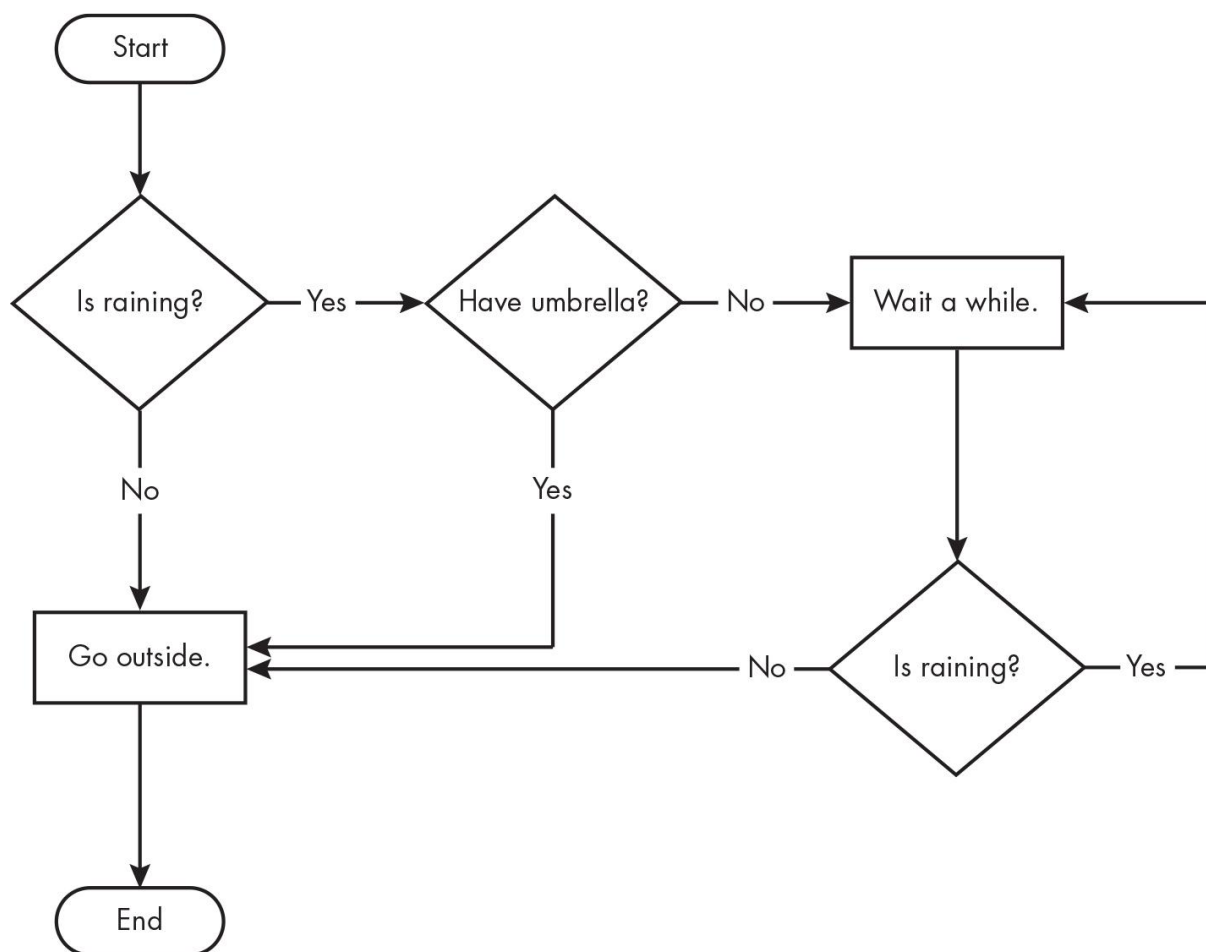 Start
Is raining?
Yes
Have umbrella?
No
Wait a while.
No
Yes
Go outside.
No
Is raining?
Yes
End